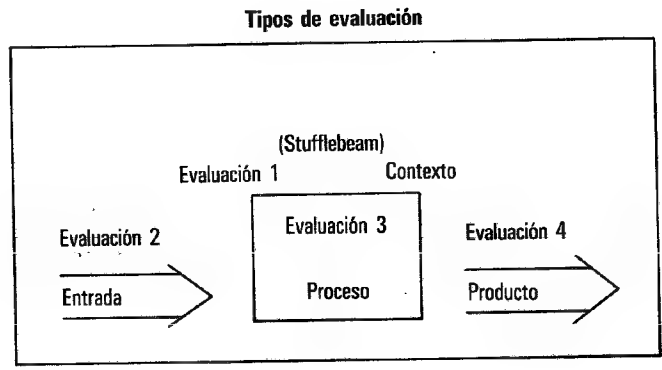 Tipos de evaluación
(Stufflebeam)
Evaluación 1 Contexto
Evaluación 2
Evaluación 3
Evaluación 4
Entrada
Proceso
Producto